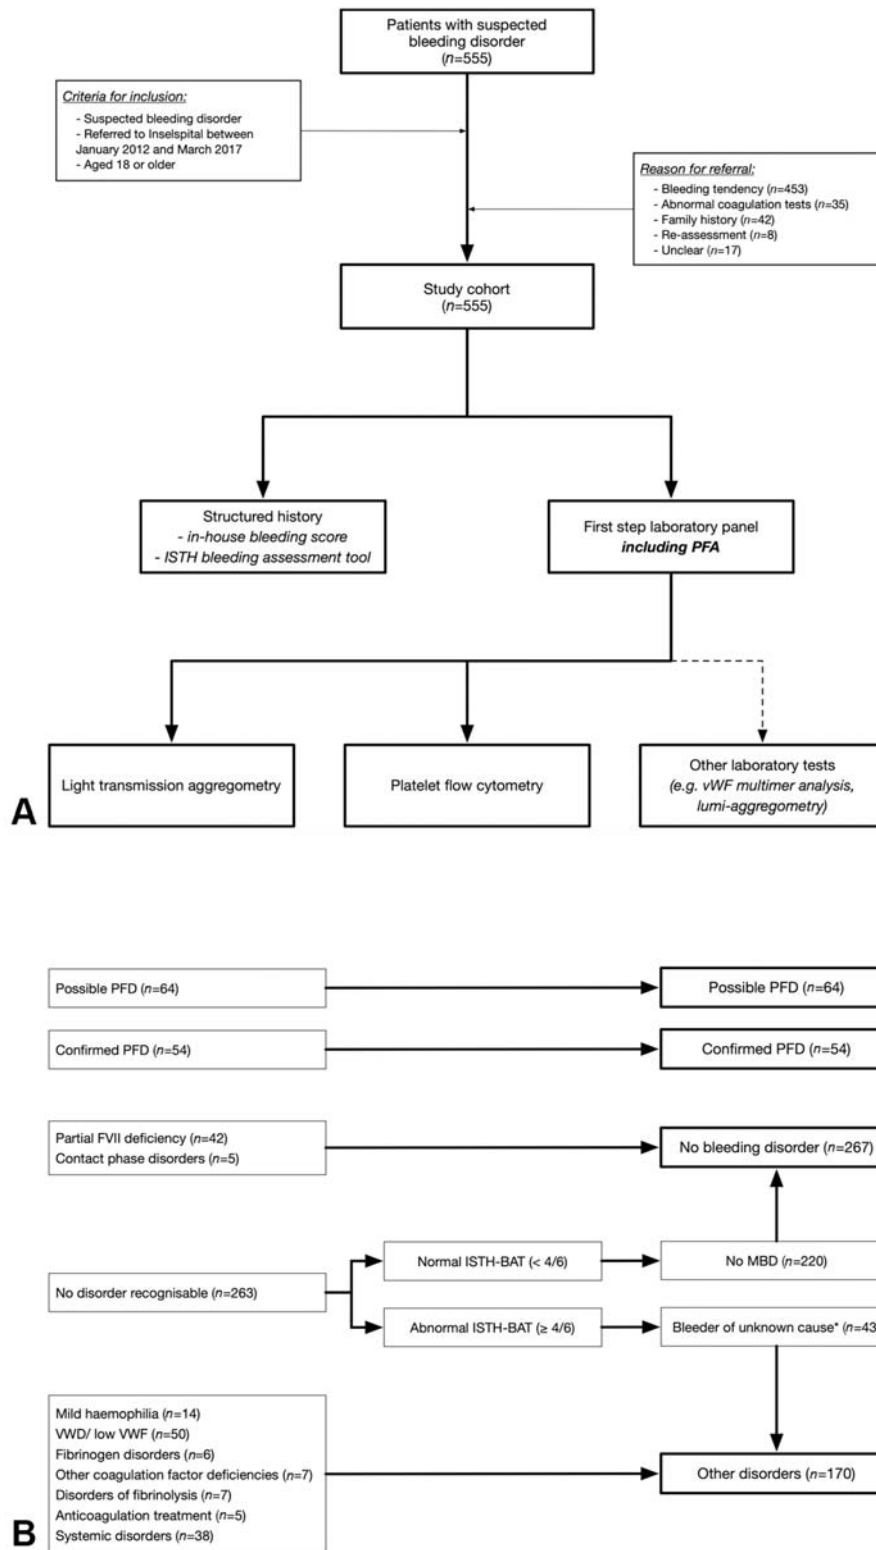 Patients with suspected
bleeding disorder
(n=555)
Criteria for inclusion:
- Suspected bleeding disorder
- Referred to Inselspital between
January 2012 and March 2017
- Aged 18 or older
Reason for referral:
- Bleeding tendency (n=453)
- Abnormal coagulation tests (n=35)
- Family history (n=42)
- Re-assessment (n=8)
- Unclear (n=17)
Study cohort
(n=555)
Structured history
- in-house bleeding score
- ISTH bleeding assessment tool
First step laboratory panel
including PFA
Light transmission aggregometry
Platelet flow cytometry
Other laboratory tests
(e.g. vWF multimer analysis,
lumi-aggregometry)
A
Possible PFD (n=64)
Possible PFD (n=64)
Confirmed PFD (n=54)
Confirmed PFD (n=54)
Partial FVII deficiency (n=42)
Contact phase disorders (n=5)
No bleeding disorder (n=267)
No disorder recognisable (n=263)
Normal ISTH-BAT (< 4/6)
No MBD (n=220)
Abnormal ISTH-BAT (≥ 4/6)
Bleeder of unknown cause* (n=43
Mild haemophilia (n=14)
VWD/ low VWF (n=50)
Fibrinogen disorders (n=6)
Other coagulation factor deficiencies (n=7)
Disorders of fibrinolysis (n=7)
Anticoagulation treatment (n=5)
Systemic disorders (n=38)
Other disorders (n=170)
B